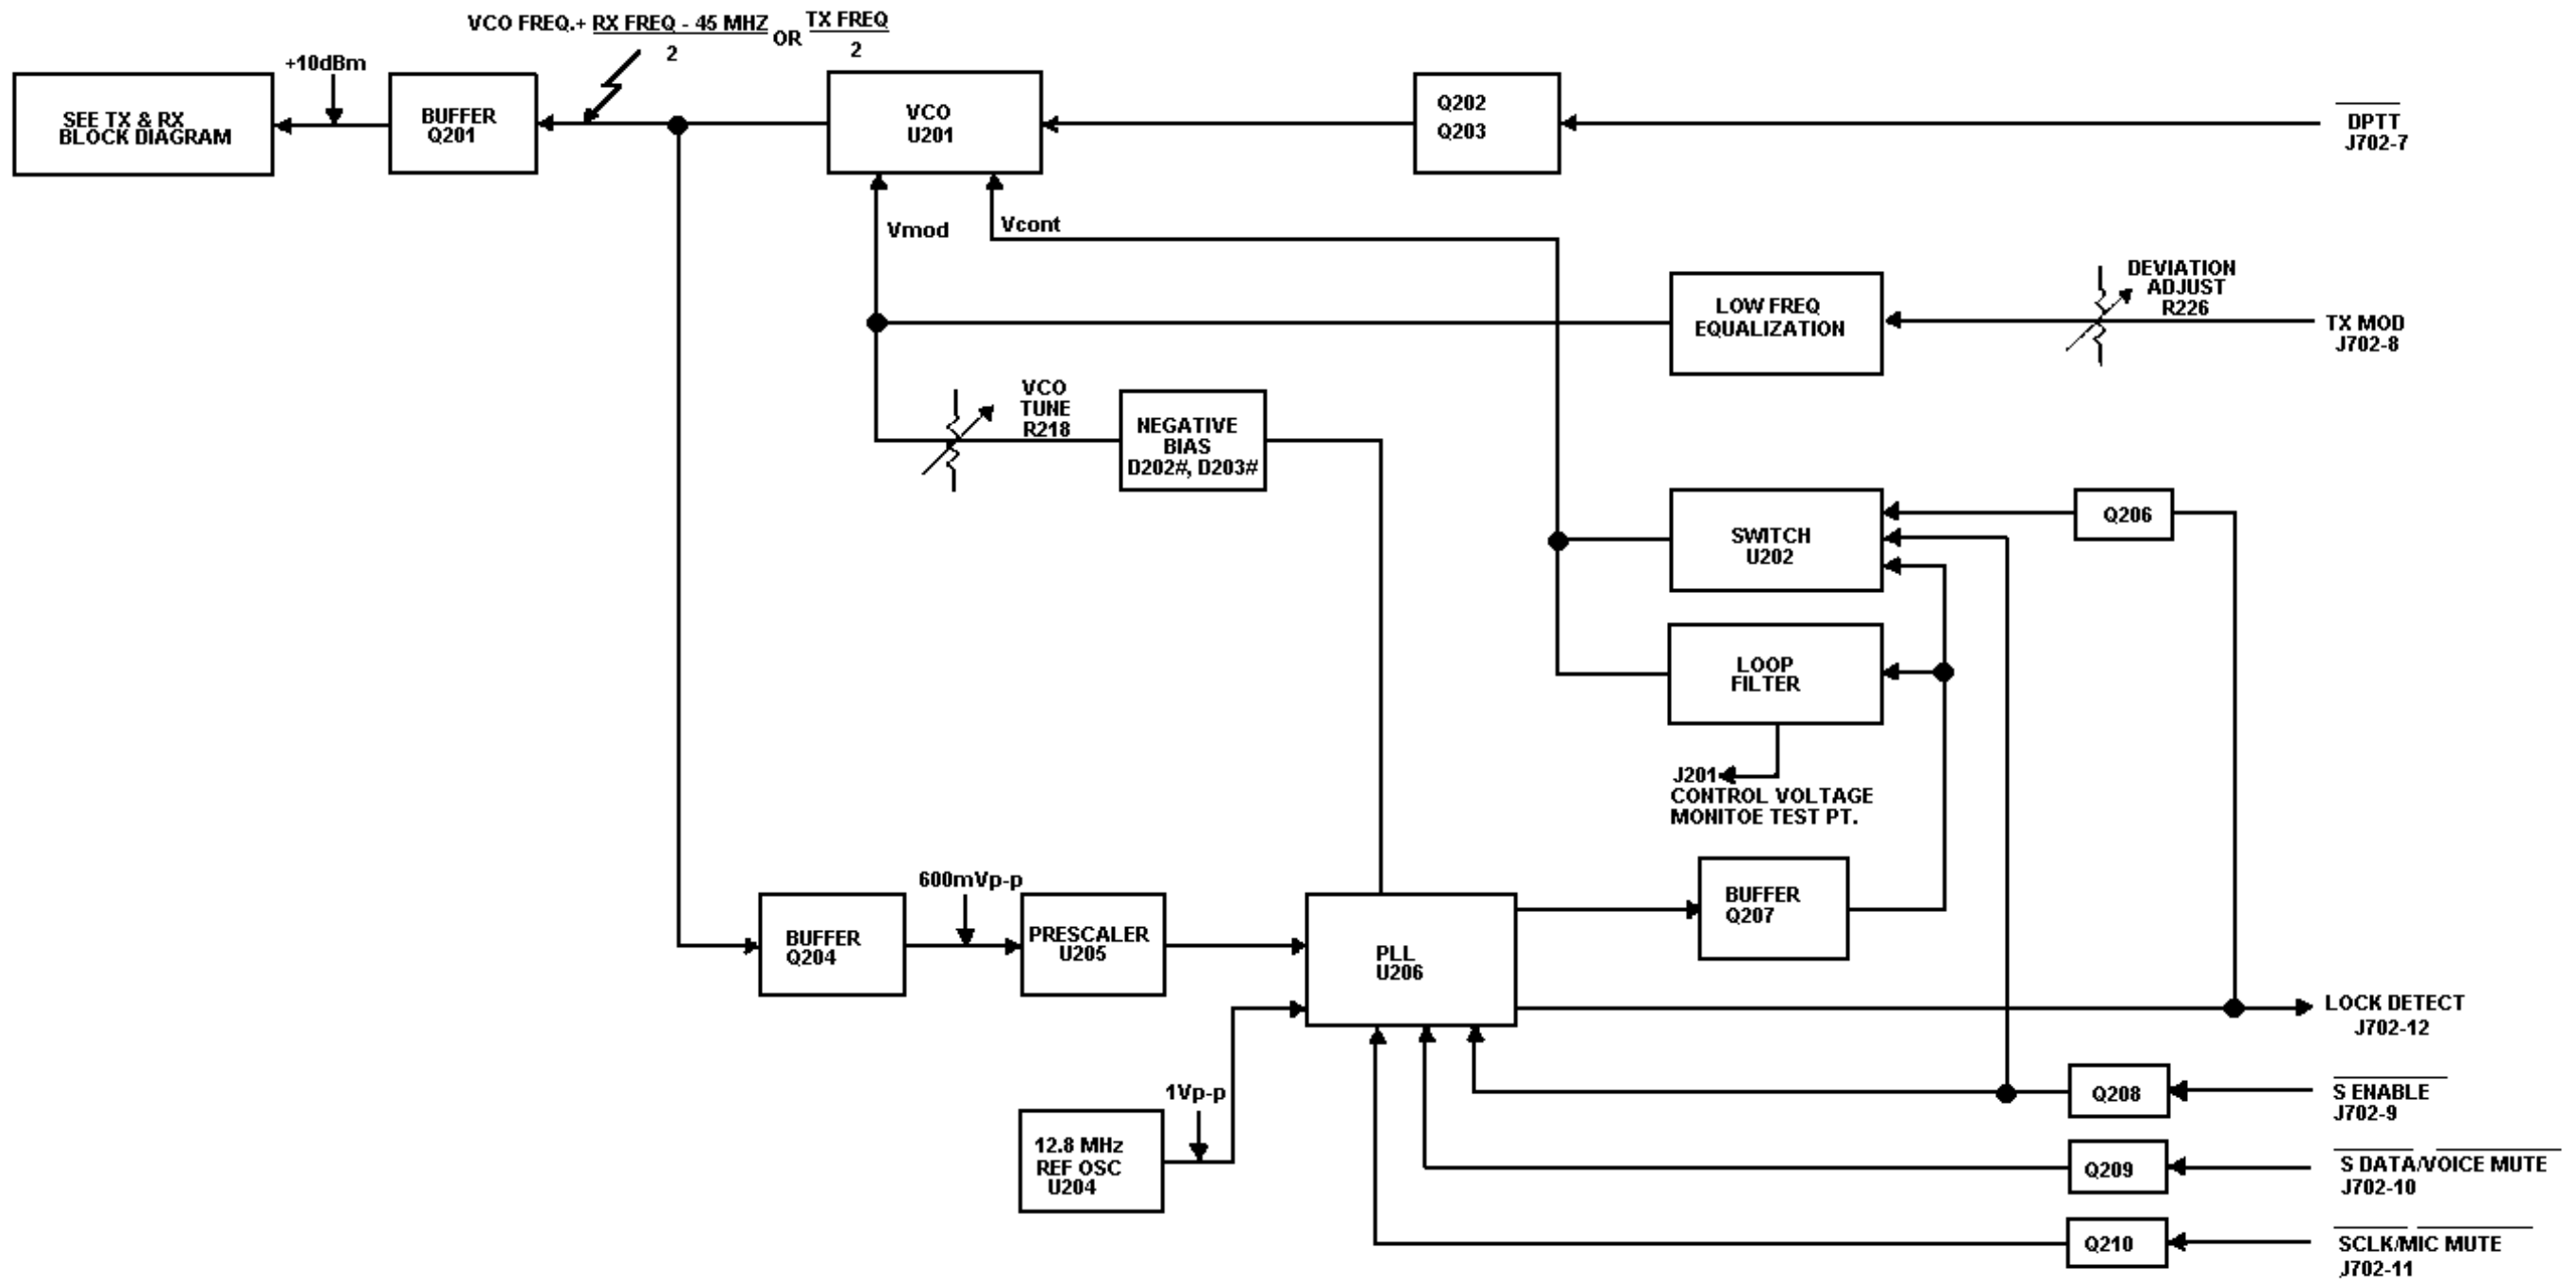 VCO FREQ.+ RX FREQ - 45 MHZ OR TX FREQ
2
2
+10dBm
SEE TX & RX
BLOCK DIAGRAM
BUFFER
Q201
VCO
U201
Q202
Q203
DPTT
J702-7
Vmod
Vcont
LOW FREQ
EQUALIZATION
DEVIATION
ADJUST
R226
TX MOD
J702-8
VCO
TUNE
R218
NEGATIVE
BIAS
D202#, D203#
SWITCH
U202
Q206
LOOP
FILTER
J201
CONTROL VOLTAGE
MONITOE TEST PT.
600mVp-p
BUFFER
Q204
PRESCALER
U205
PLL
U206
BUFFER
Q207
LOCK DETECT
J702-12
1Vp-p
12.8 MHz
REF OSC
U204
Q208
S ENABLE
J702-9
Q209
S DATA/VOICE MUTE
J702-10
Q210
SCLK/MIC MUTE
J702-11